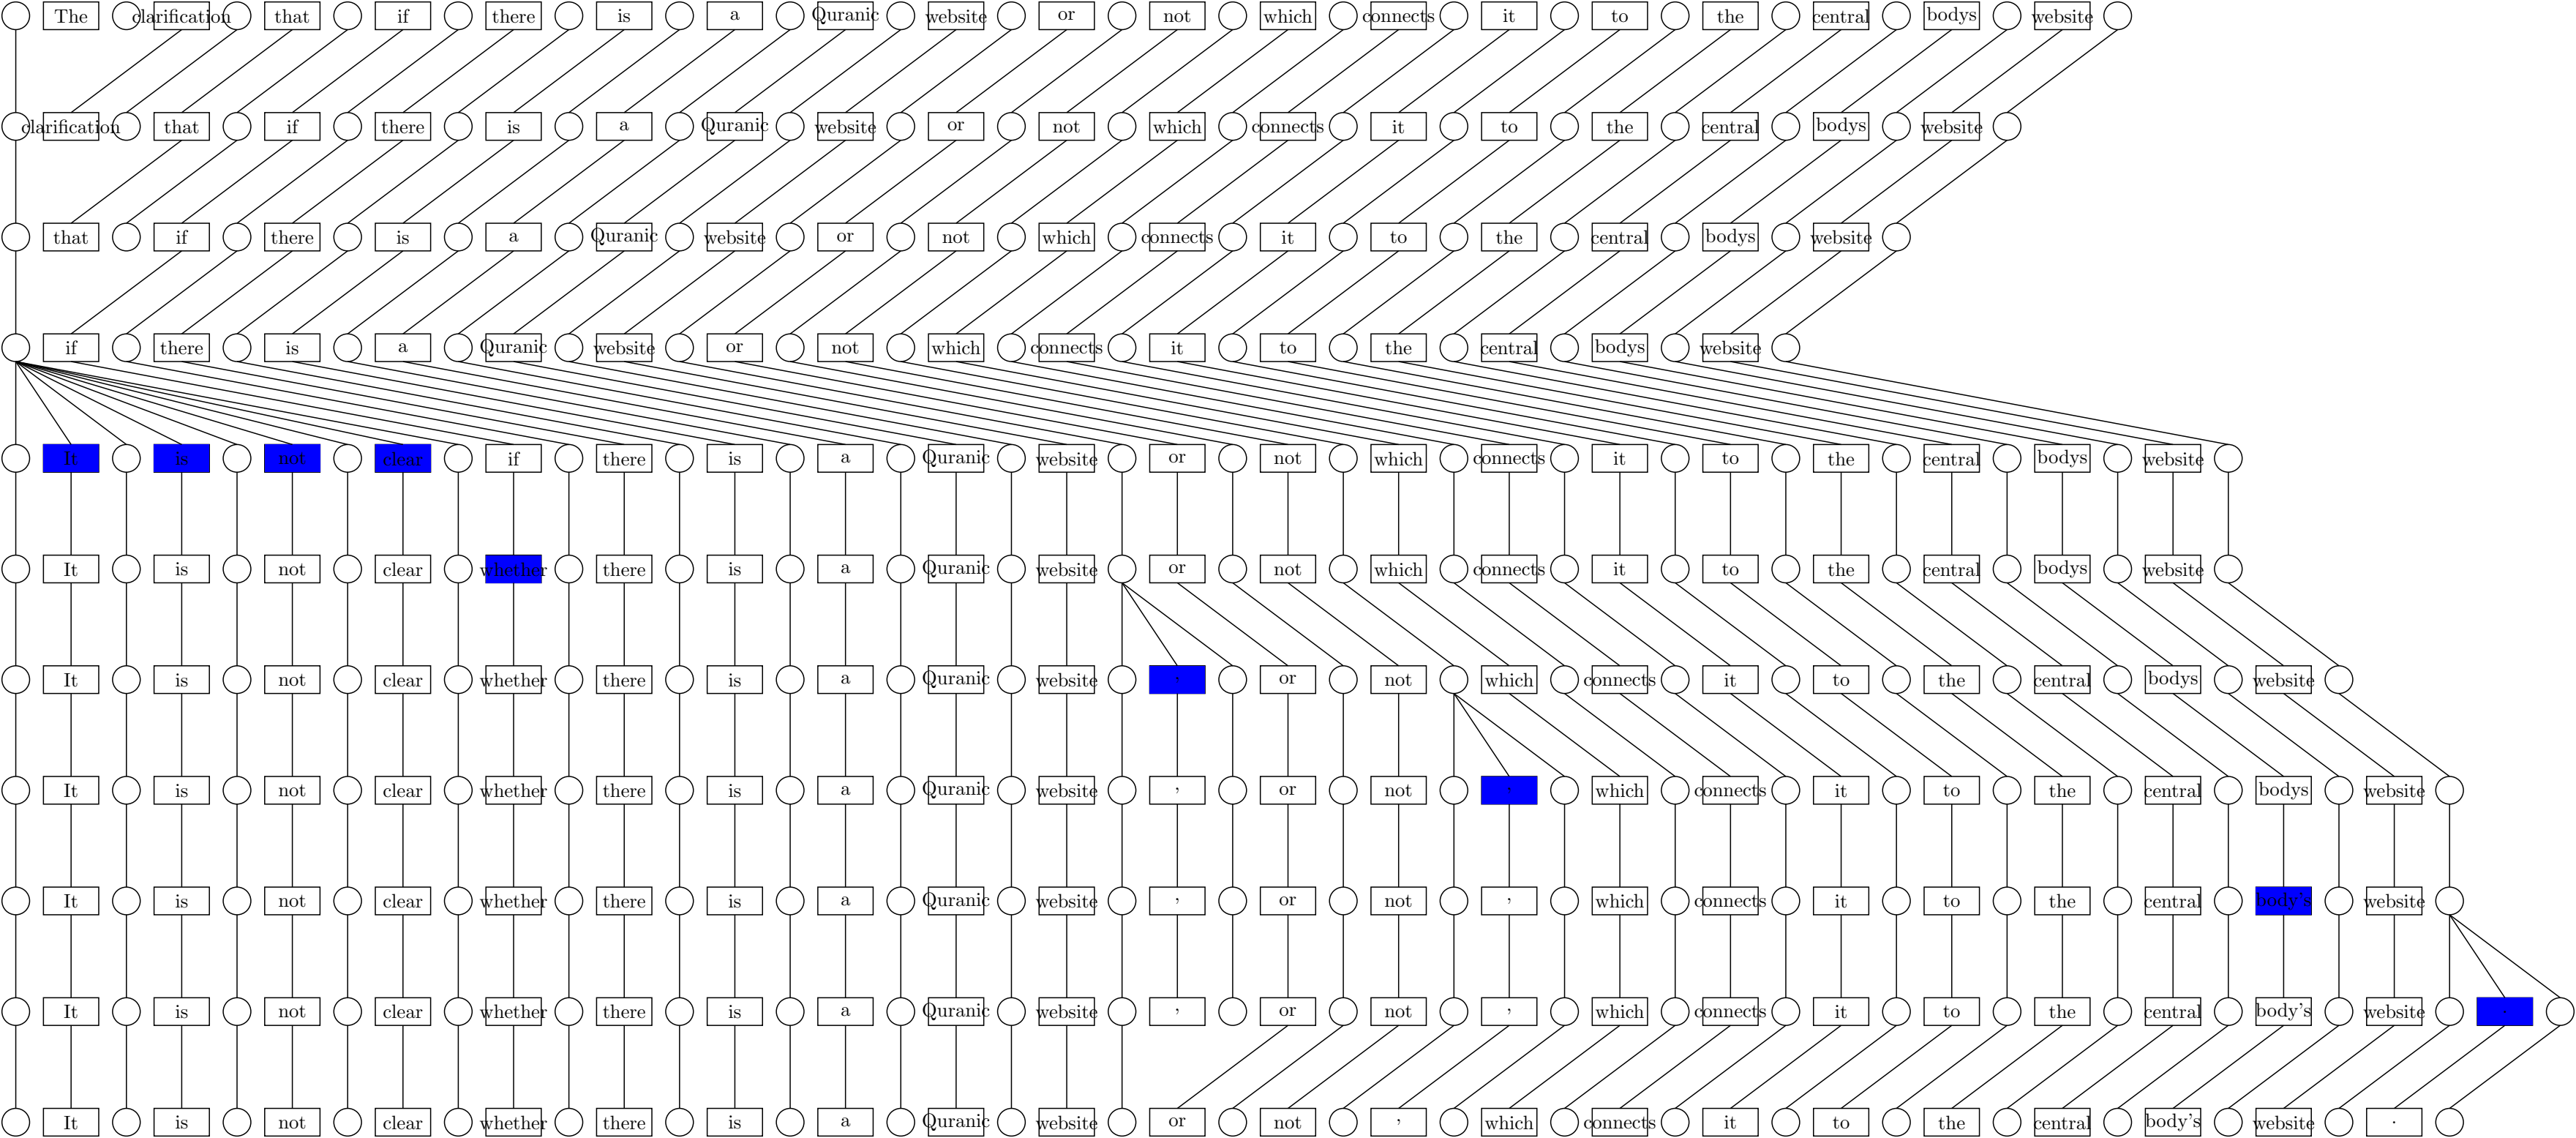 The clarification that if there is a Quranic website or not which connects it to the central bodys website
clarification that if there is a Quranic website or not which connects it to the central bodys website
that if there is a Quranic website or not which connects it to the central bodys website
if there is a Quranic website or not which connects it to the central bodys website
It is not clear if there is a Quranic website or not which connects it to the central bodys website
It is not clear whether there is a Quranic website or not which connects it to the central bodys website
It is not clear whether there is a Quranic website , or not which connects it to the central bodys website
It is not clear whether there is a Quranic website , or not , which connects it to the central bodys website
It is not clear whether there is a Quranic website , or not , which connects it to the central body's website
It is not clear whether there is a Quranic website , or not , which connects it to the central body's website .
It is not clear whether there is a Quranic website or not , which connects it to the central body's website .